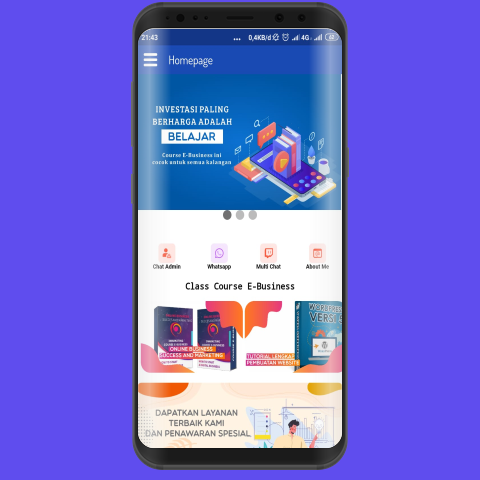 21:43
... 0,4KB/d 4G 49
Homepage
INVESTASI PALING
BERHARGA ADALAH
BELAJAR
Course E-Business ini
cocok untuk semua kalangan
Chat Admin Whatsapp Multi Chat About Me
Class Course E-Business
ONLINE BUSINESS
SUCCESS AND MARKETING
WORDPRESS
TUTORIAL LENGKAP
PEMBUATAN WEBSITE
DAPATKAN LAYANAN
TERBAIK KAMI
DAN PENAWARAN SPESIAL